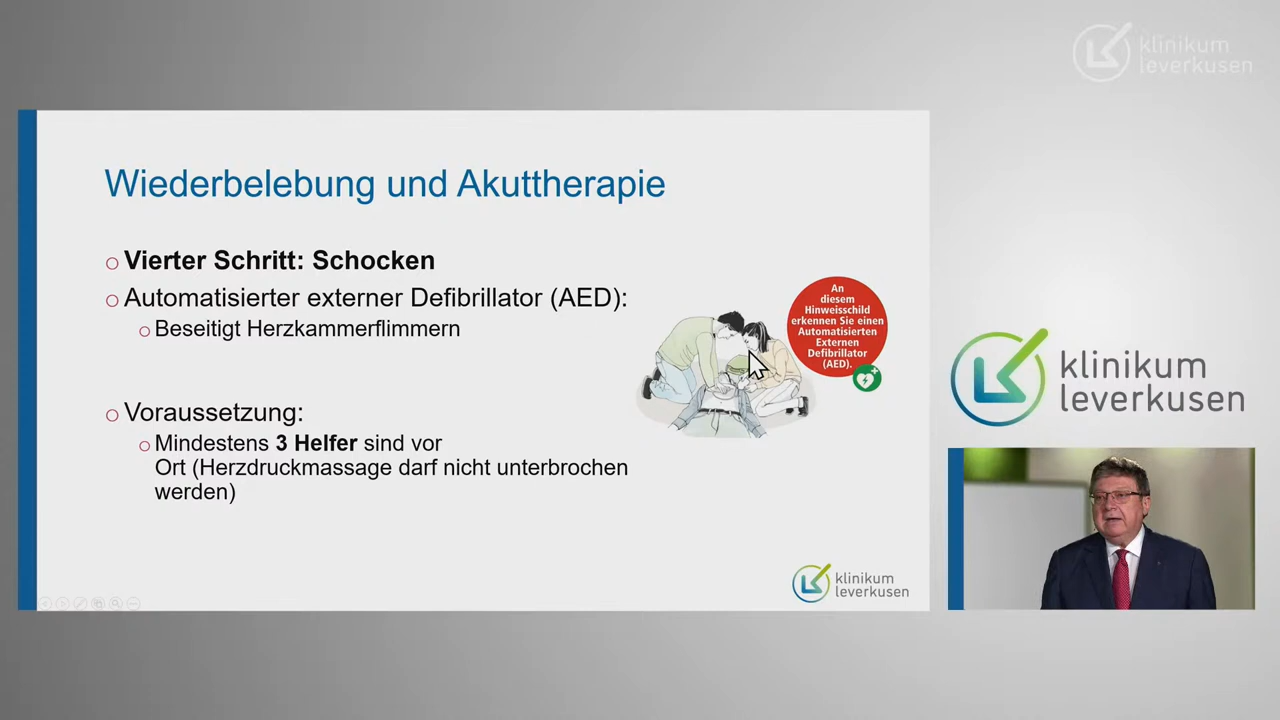 klinikum
leverkusen
Wiederbelebung und Akuttherapie
Vierter Schritt: Schocken
Automatisierter externer Defibrillator (AED):
Beseitigt Herzkammerflimmern
An
diesem
Hinweisschild
erkennen Sie einen
Automatisierten
Externen
Defibrillator
(AED).
Voraussetzung:
Mindestens 3 Helfer sind vor
Ort (Herzdruckmassage darf nicht unterbrochen
werden)
klinikum
leverkusen
klinikum
leverkusen